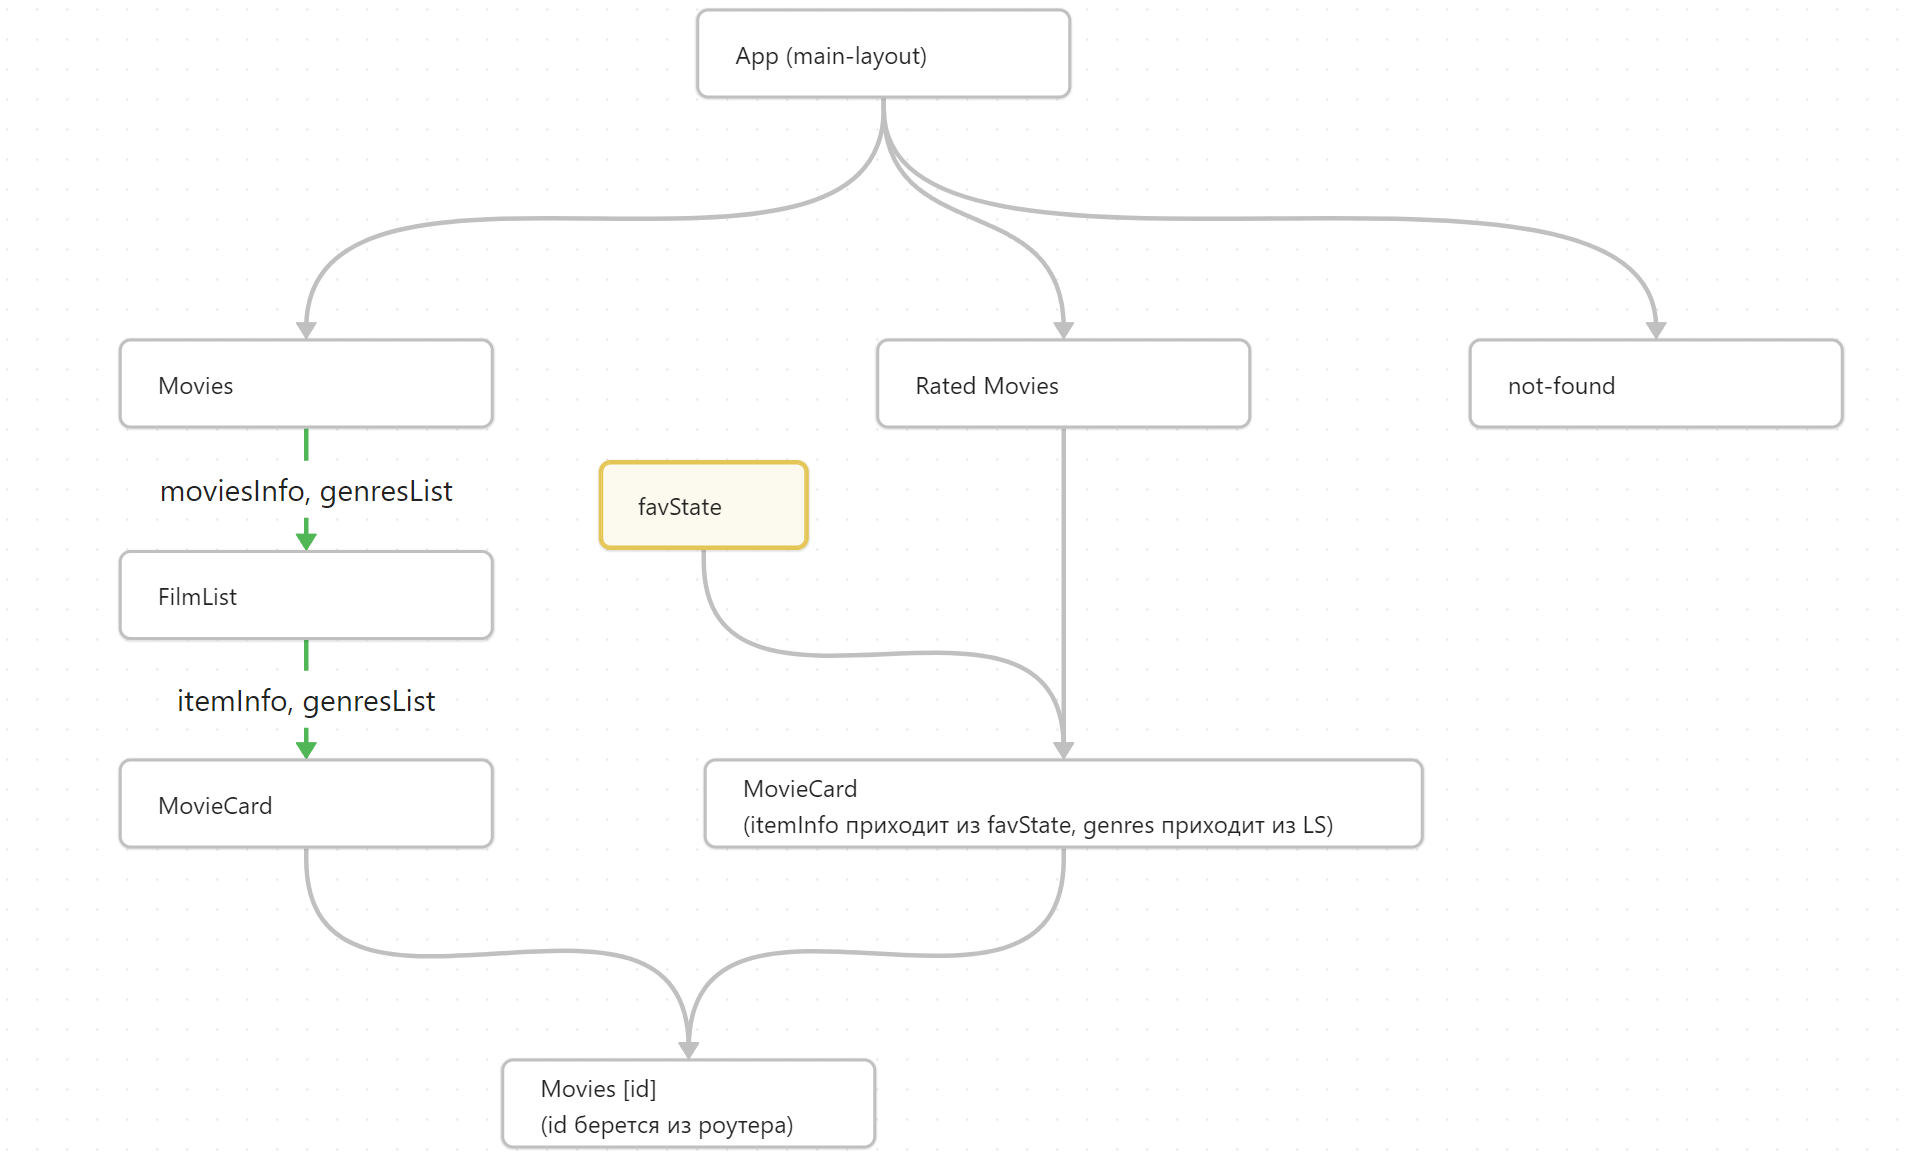 App (main-layout)
Movies
Rated Movies
not-found
moviesInfo, genresList
favState
FilmList
itemInfo, genresList
MovieCard
MovieCard
(itemInfo приходит из favState, genres приходит из LS)
Movies [id]
(id берется из роутера)